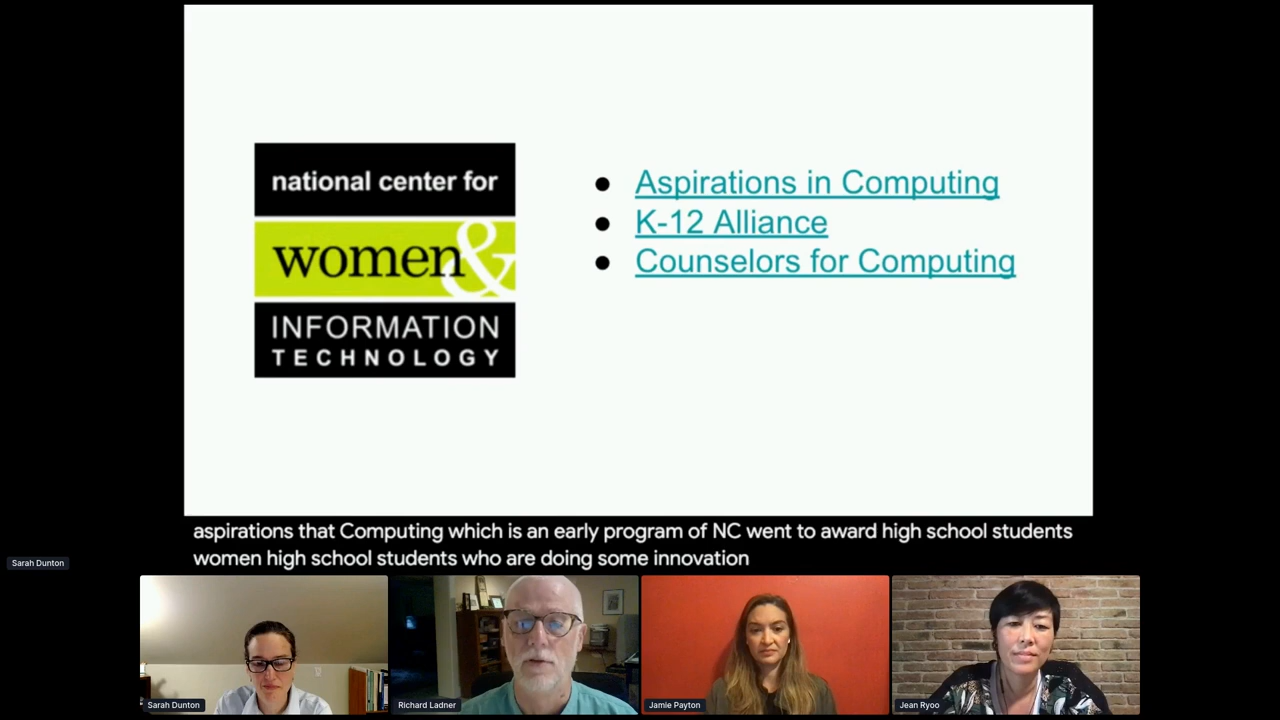 national center for
women&
INFORMATION
TECHNOLOGY
● Aspirations in Computing
● K-12 Alliance
● Counselors for Computing
aspirations that Computing which is an early program of NC went to award high school students
women high school students who are doing some innovation
Sarah Dunton
Sarah Dunton
Richard Ladner
Jamie Payton
Jean Ryoo